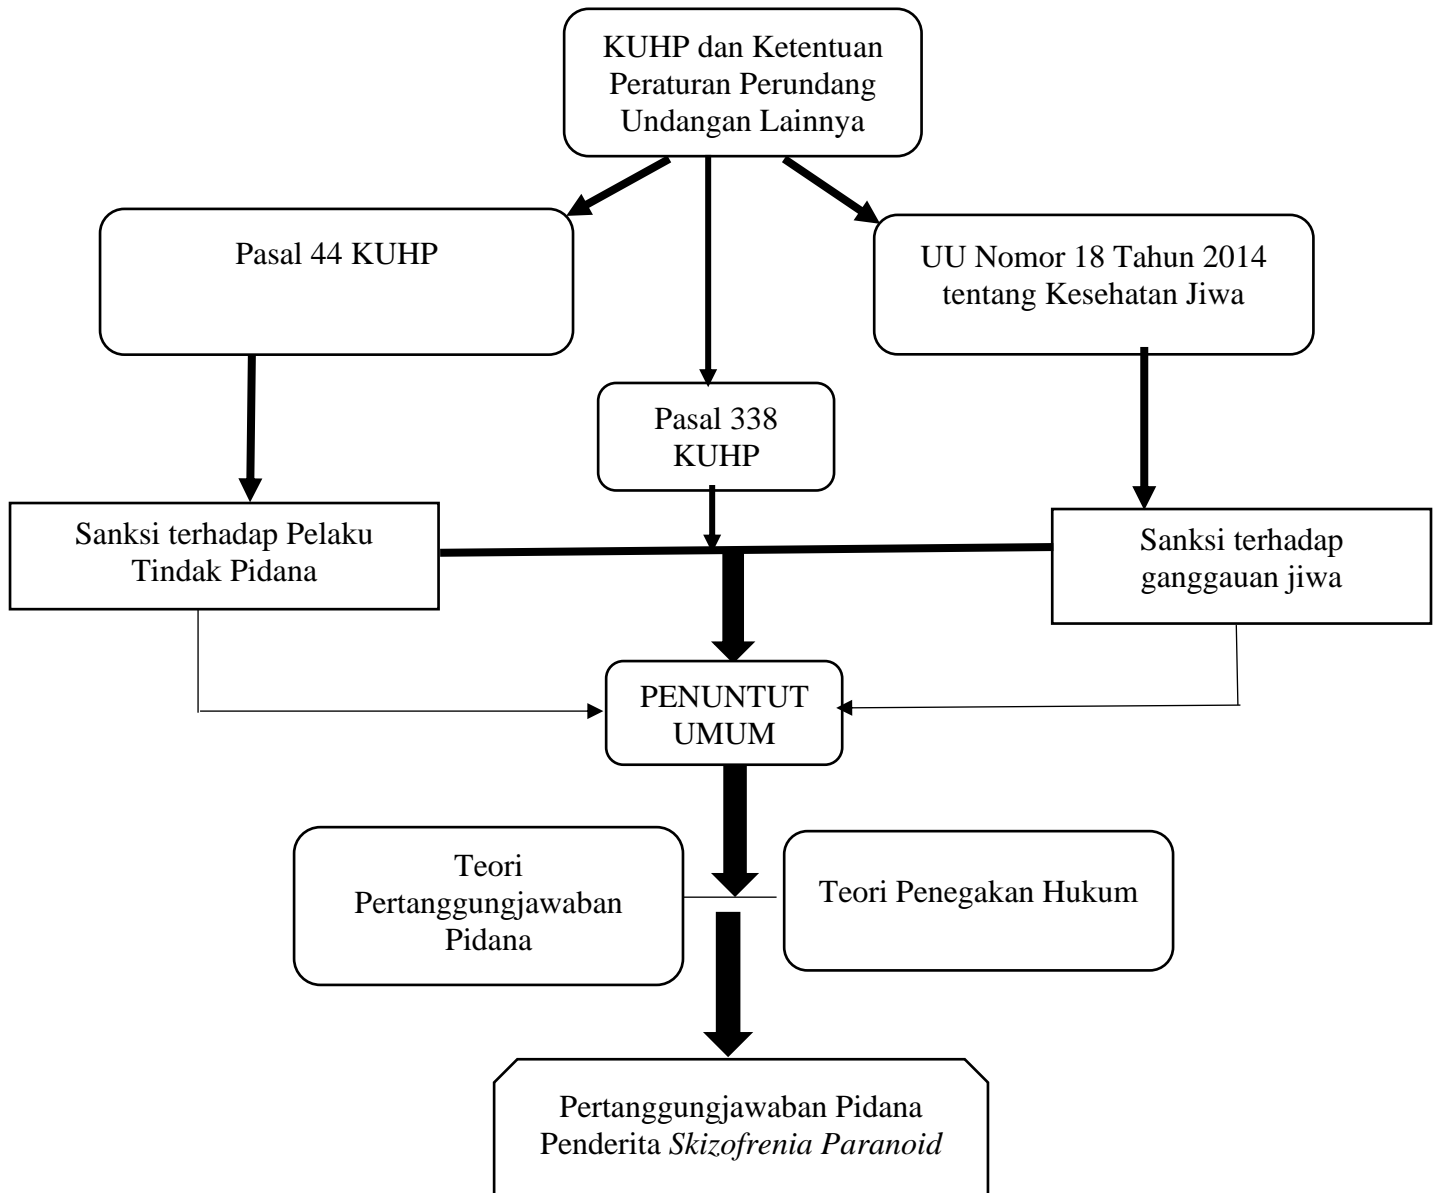 KUHP dan Ketentuan
Peraturan Perundang
Undangan Lainnya
Pasal 44 KUHP
UU Nomor 18 Tahun 2014
tentang Kesehatan Jiwa
Pasal 338
KUHP
Sanksi terhadap Pelaku
Tindak Pidana
Sanksi terhadap
ganggauan jiwa
PENUNTUT
UMUM
Teori
Pertanggungjawaban
Pidana
Teori Penegakan Hukum
Pertanggungjawaban Pidana
Penderita Skizofrenia Paranoid